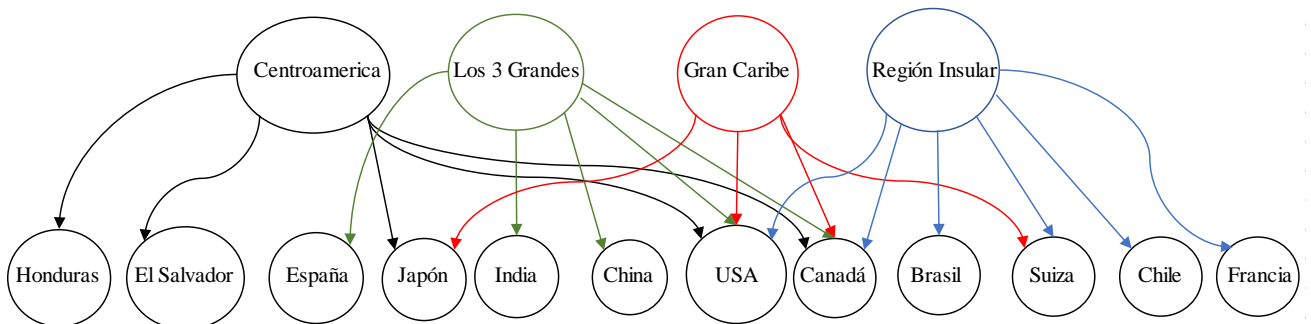 Centroamerica
Los 3 Grandes
Gran Caribe
Región Insular
Honduras
El Salvador
España
Japón
India
China
USA
Canadá
Brasil
Suiza
Chile
Francia